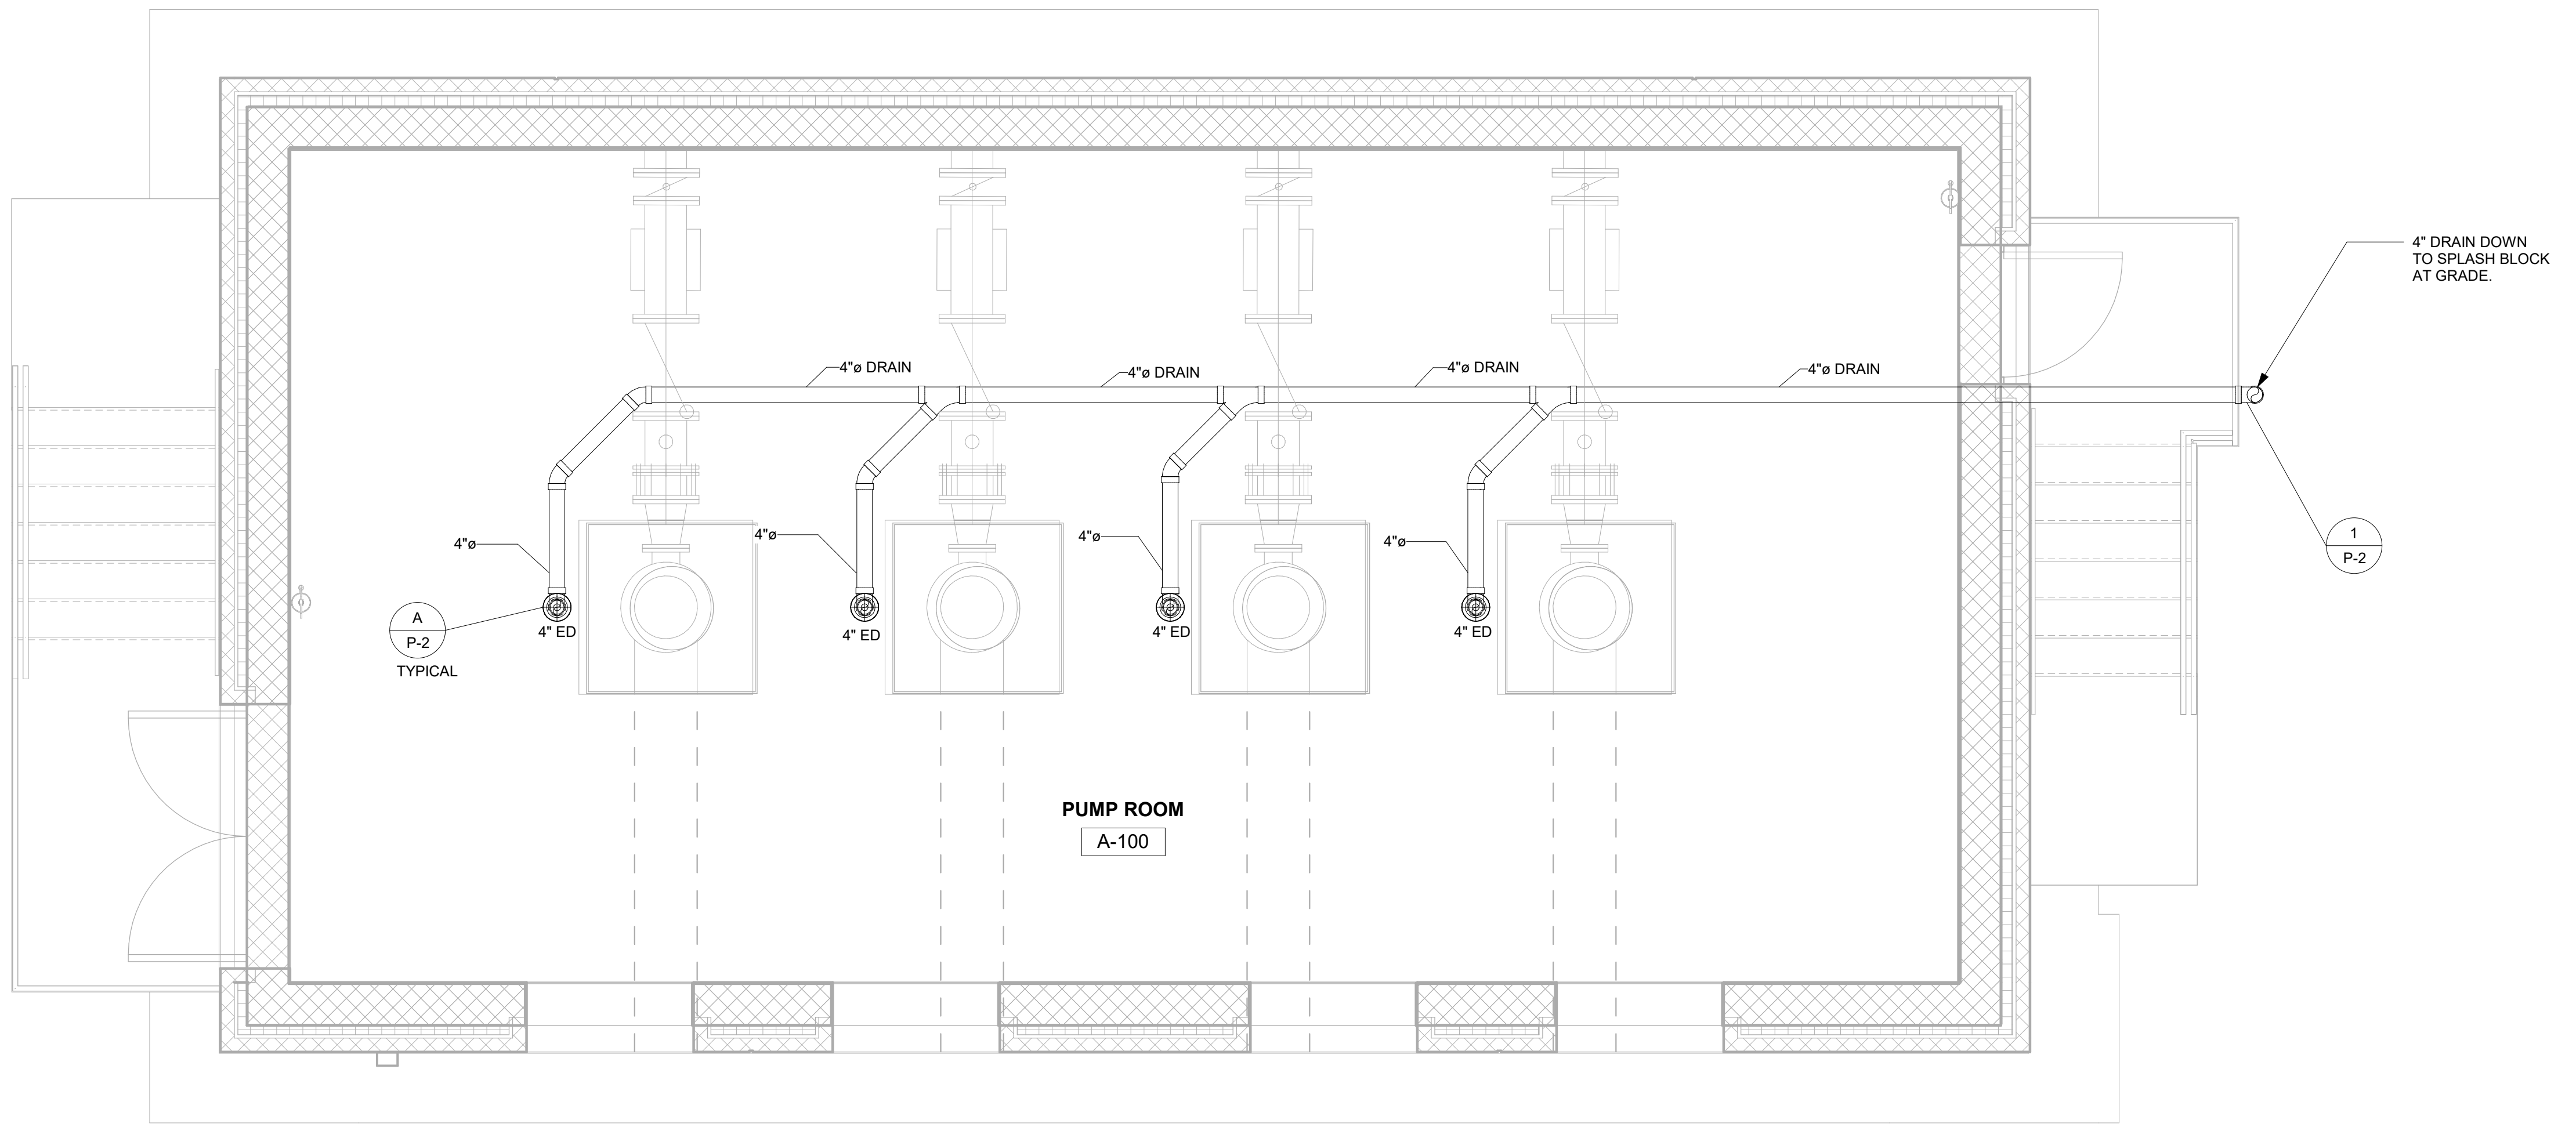 4" DRAIN DOWN
TO SPLASH BLOCK
AT GRADE.
4"ø DRAIN
4"ø DRAIN
4"ø DRAIN
4"ø DRAIN
4"ø
4"ø
4"ø
4"ø
1
P-2
A
P-2
TYPICAL
4" ED
4" ED
4" ED
4" ED
PUMP ROOM
A-100